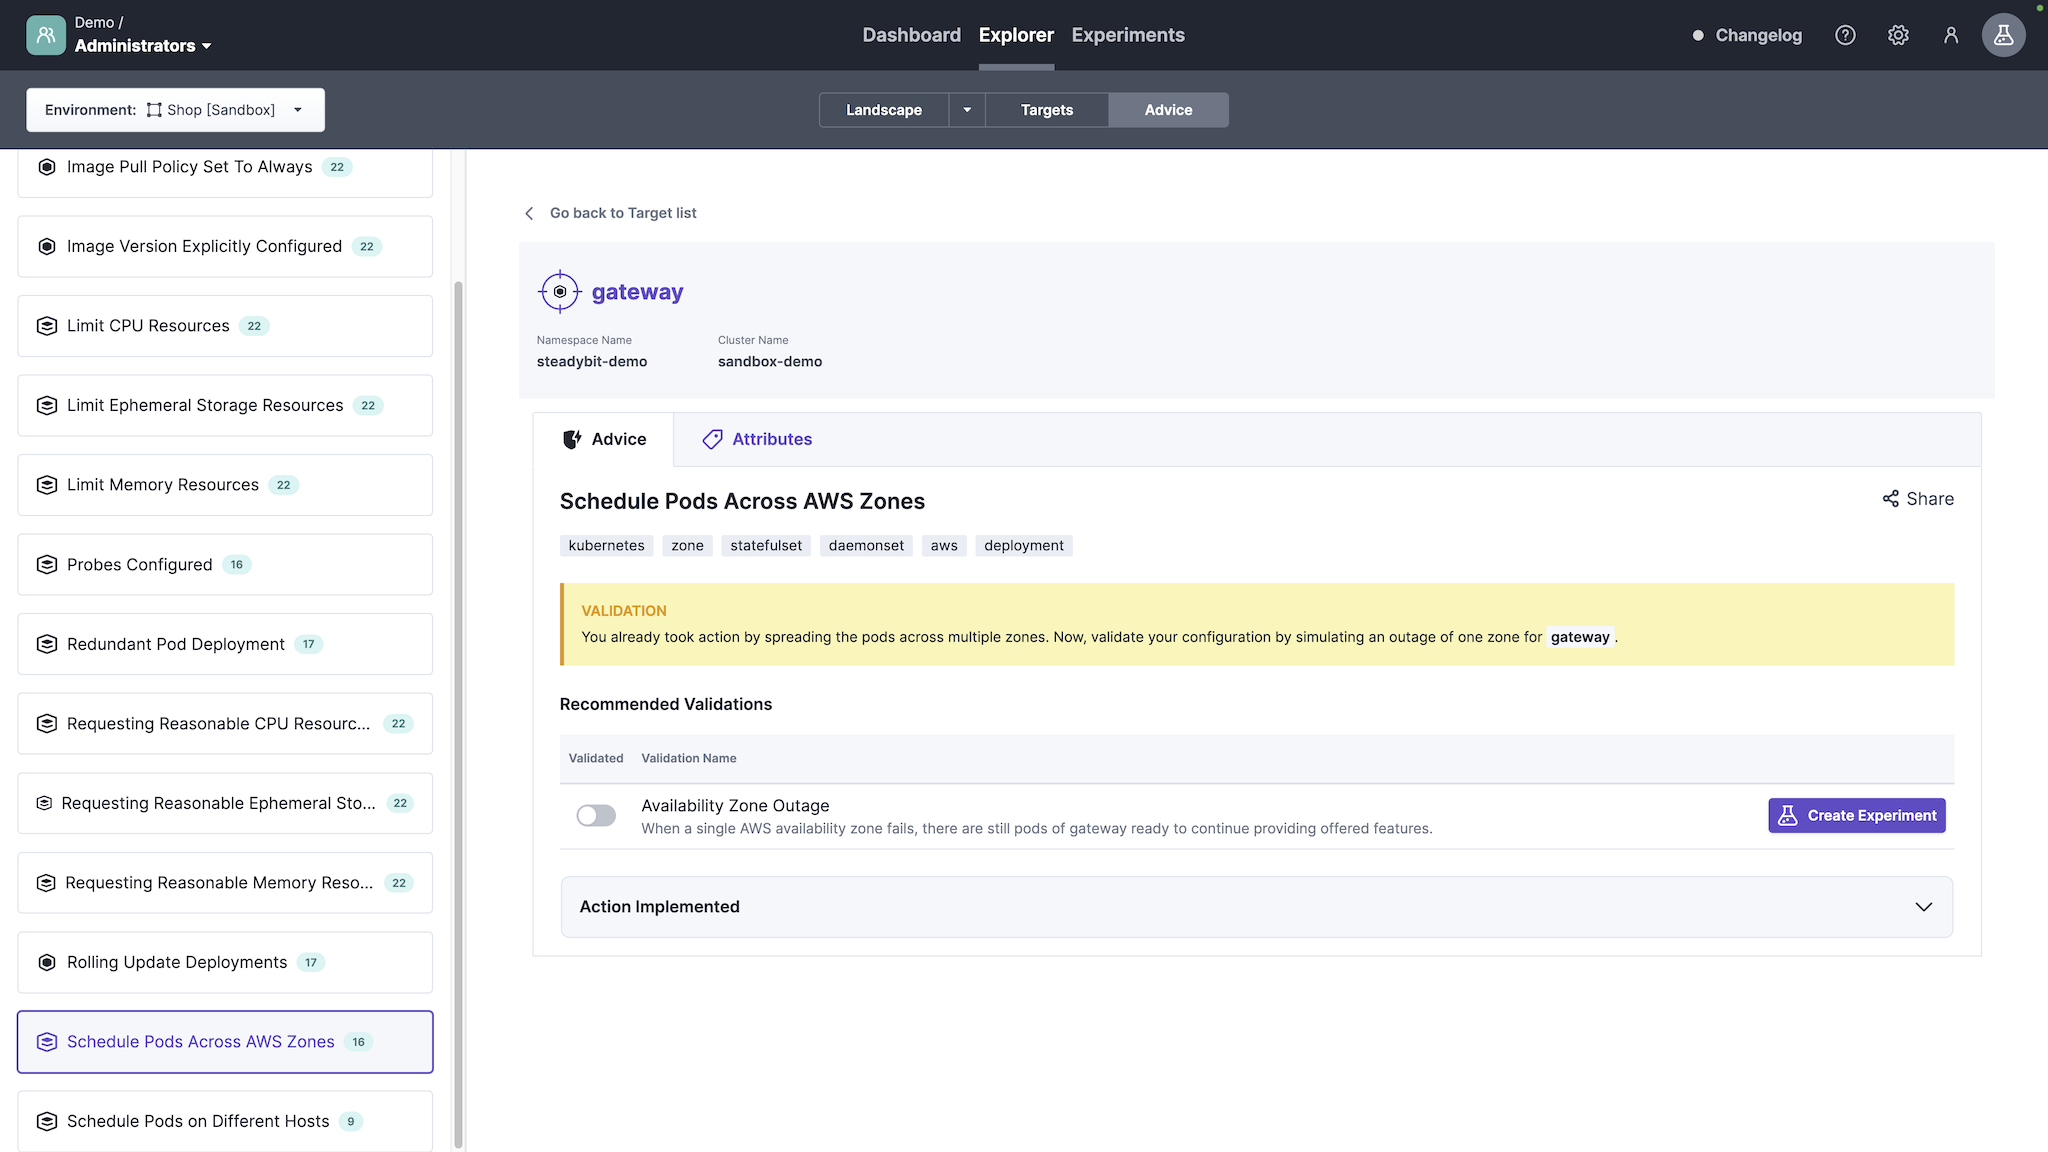 Demo /
Administrators
Dashboard Explorer Experiments
Changelog
Environment: Shop [Sandbox]
Landscape Targets Advice
Image Pull Policy Set To Always 22
Image Version Explicitly Configured 22
Limit CPU Resources 22
Limit Ephemeral Storage Resources 22
Limit Memory Resources 22
Probes Configured 16
Redundant Pod Deployment 17
Requesting Reasonable CPU Resourc... 22
Requesting Reasonable Ephemeral Sto... 22
Requesting Reasonable Memory Reso... 22
Rolling Update Deployments 17
Schedule Pods Across AWS Zones 16
Schedule Pods on Different Hosts 9
Go back to Target list
gateway
Namespace Name Cluster Name
steadybit-demo sandbox-demo
Advice Attributes
Schedule Pods Across AWS Zones Share
kubernetes zone statefulset daemonset aws deployment
VALIDATION
You already took action by spreading the pods across multiple zones. Now, validate your configuration by simulating an outage of one zone for gateway .
Recommended Validations
Validated Validation Name
Availability Zone Outage
When a single AWS availability zone fails, there are still pods of gateway ready to continue providing offered features.
Create Experiment
Action Implemented